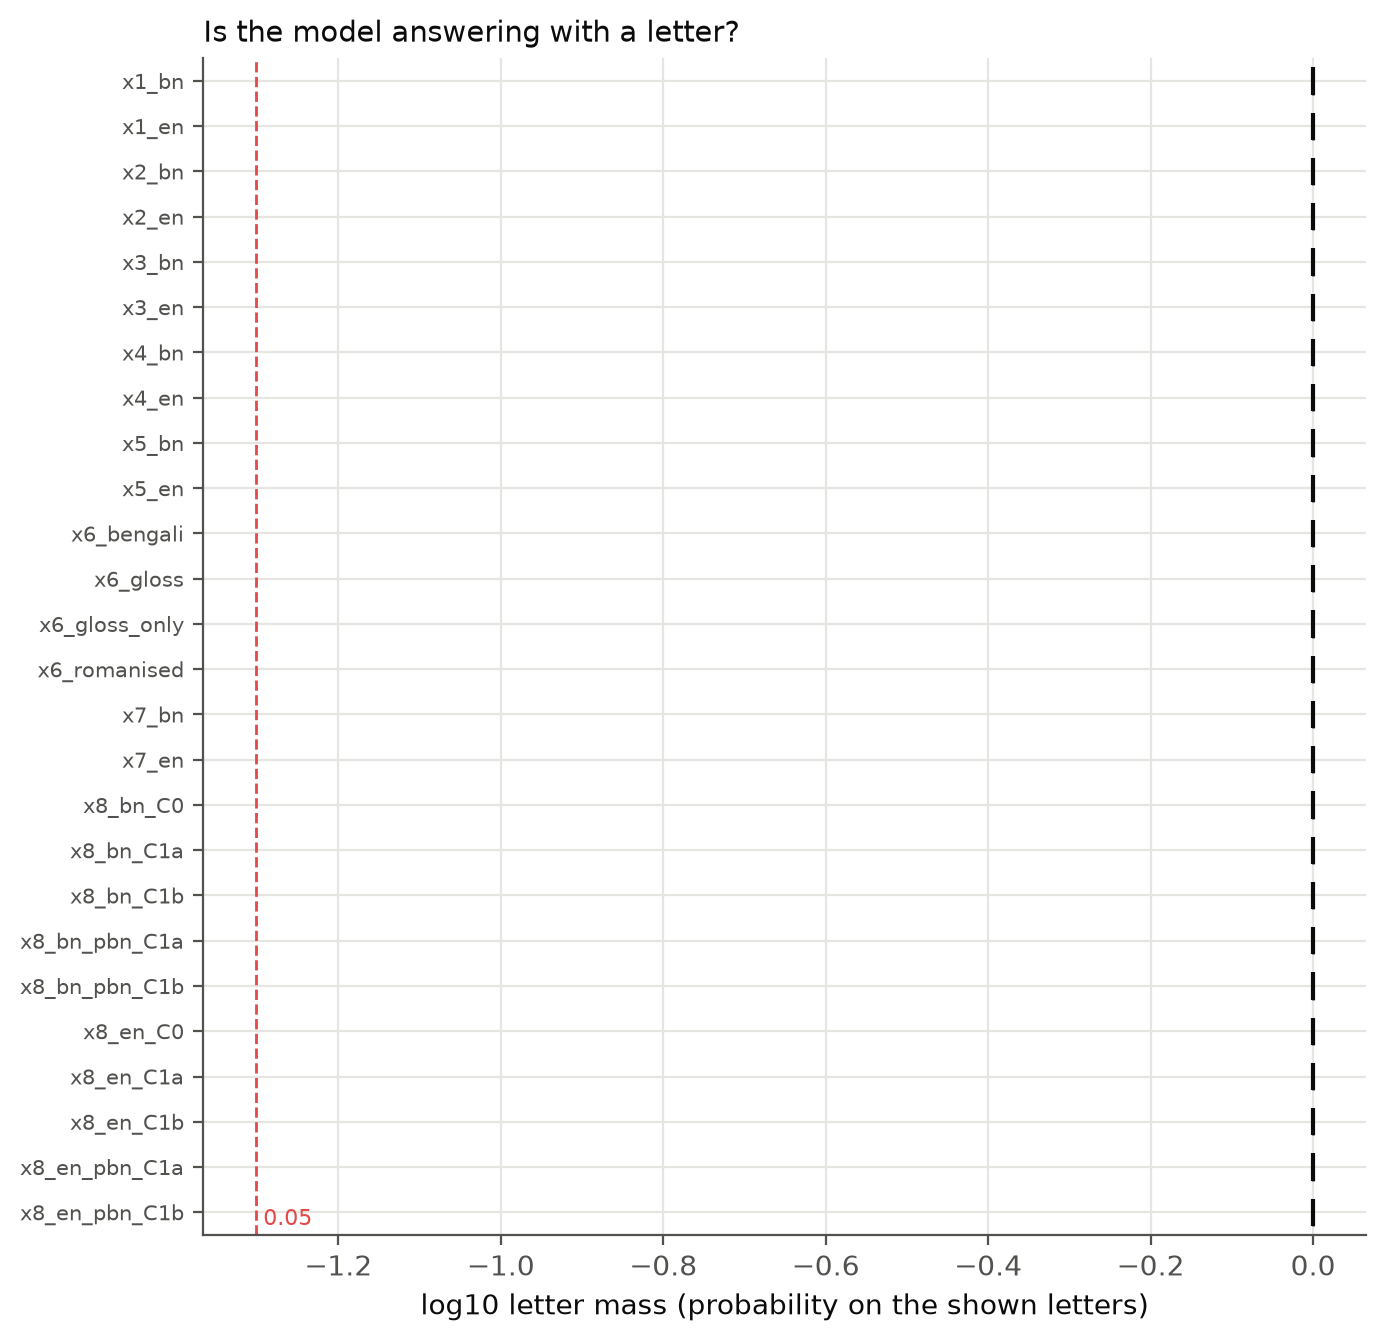 Is the model answering with a letter?
x1_bn
x1_en
x2_bn
x2_en
x3_bn
x3_en
x4_bn
x4_en
x5_bn
x5_en
x6_bengali
x6_gloss
x6_gloss_only
x6_romanised
x7_bn
x7_en
x8_bn_C0
x8_bn_C1a
x8_bn_C1b
x8_bn_pbn_C1a
x8_bn_pbn_C1b
x8_en_C0
x8_en_C1a
x8_en_C1b
x8_en_pbn_C1a
x8_en_pbn_C1b 0.05
−1.2 −1.0 −0.8 −0.6 −0.4 −0.2 0.0
log10 letter mass (probability on the shown letters)